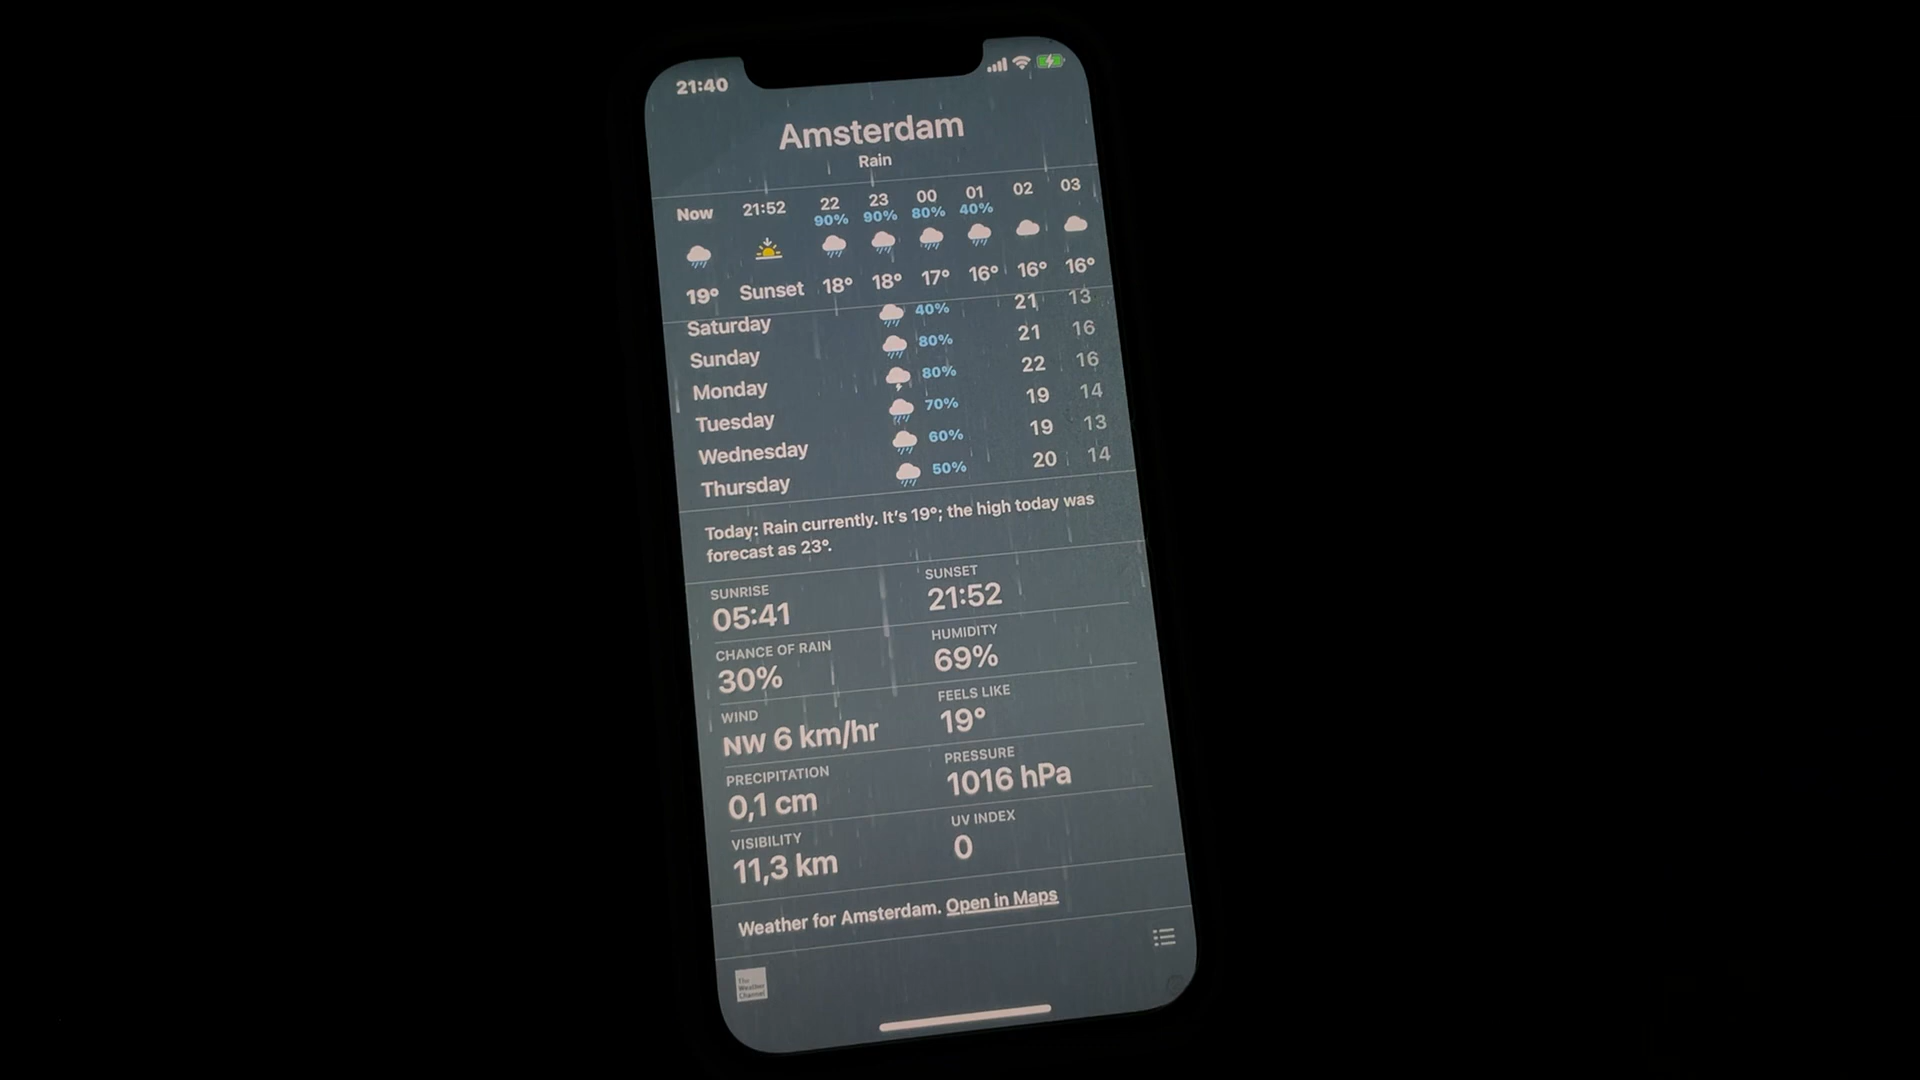 21:40
Amsterdam
Rain
Now 21:52 22 23 00 01 02 03
90% 90% 80% 40%
19° Sunset 18° 18° 17° 16° 16° 16°
Saturday 40% 21 13
Sunday 80% 21 16
Monday 80% 22 16
Tuesday 70% 19 14
Wednesday 60% 19 13
Thursday 50% 20 14
Today: Rain currently. It's 19°; the high today was
forecast as 23°.
SUNRISE SUNSET
05:41 21:52
CHANCE OF RAIN HUMIDITY
30% 69%
WIND FEELS LIKE
NW 6 km/hr 19°
PRECIPITATION PRESSURE
0,1 cm 1016 hPa
VISIBILITY UV INDEX
11,3 km 0
Weather for Amsterdam. Open in Maps
The
Weather
Channel